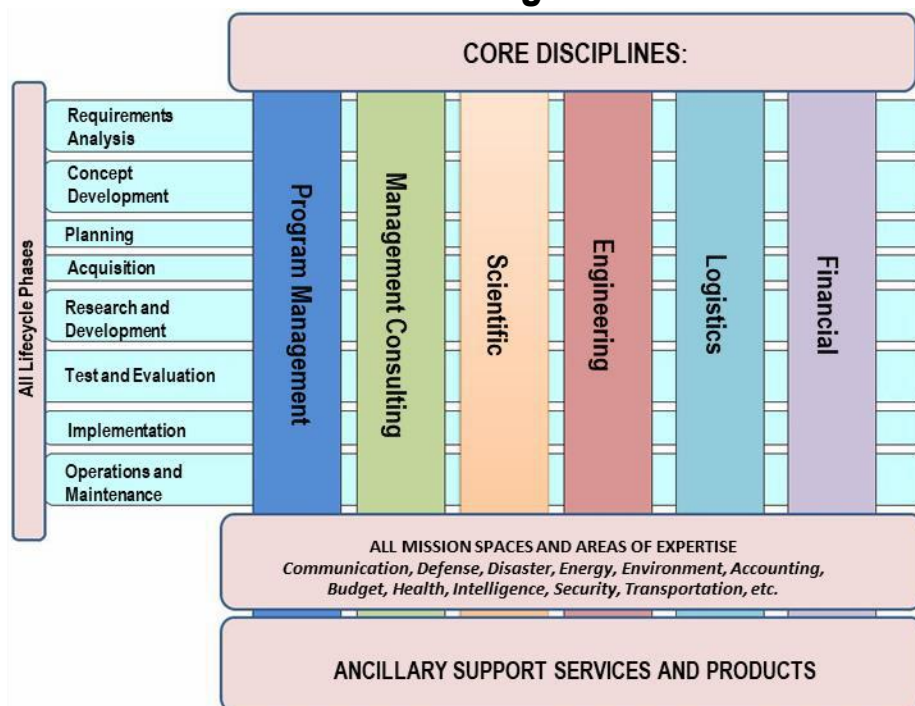 g
CORE DISCIPLINES:
All Lifecycle Phases
Requirements
Analysis
Concept
Development
Planning
Acquisition
Research and
Development
Test and Evaluation
Implementation
Operations and
Maintenance
Program Management
Management Consulting
Scientific
Engineering
Logistics
Financial
ALL MISSION SPACES AND AREAS OF EXPERTISE
Communication, Defense, Disaster, Energy, Environment, Accounting,
Budget, Health, Intelligence, Security, Transportation, etc.
ANCILLARY SUPPORT SERVICES AND PRODUCTS